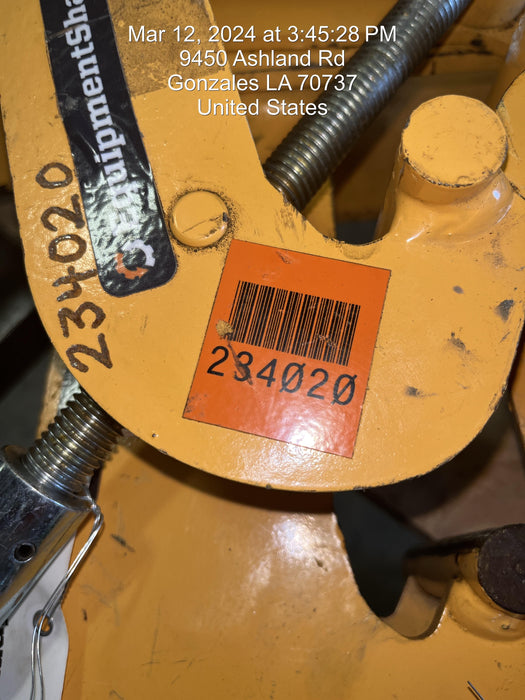 Mar 12, 2024 at 3:45:28 PM
9450 Ashland Rd
Gonzales LA 70737
United States
EquipmentSha
234020
234020